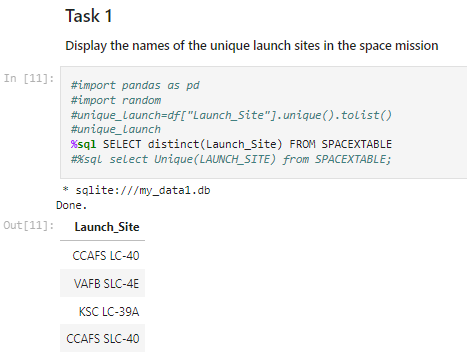 Task 1
Display the names of the unique launch sites in the space mission
In [11]:
#import pandas as pd
#import random
#unique_launch=df["Launch_Site"].unique().tolist()
#unique_launch
%sql SELECT distinct(Launch_Site) FROM SPACEXTABLE
#%sql select Unique(LAUNCH_SITE) from SPACEXTABLE;
* sqlite:///my_data1.db
Done.
Out[11]:
Launch_Site
CCAFS LC-40
VAFB SLC-4E
KSC LC-39A
CCAFS SLC-40